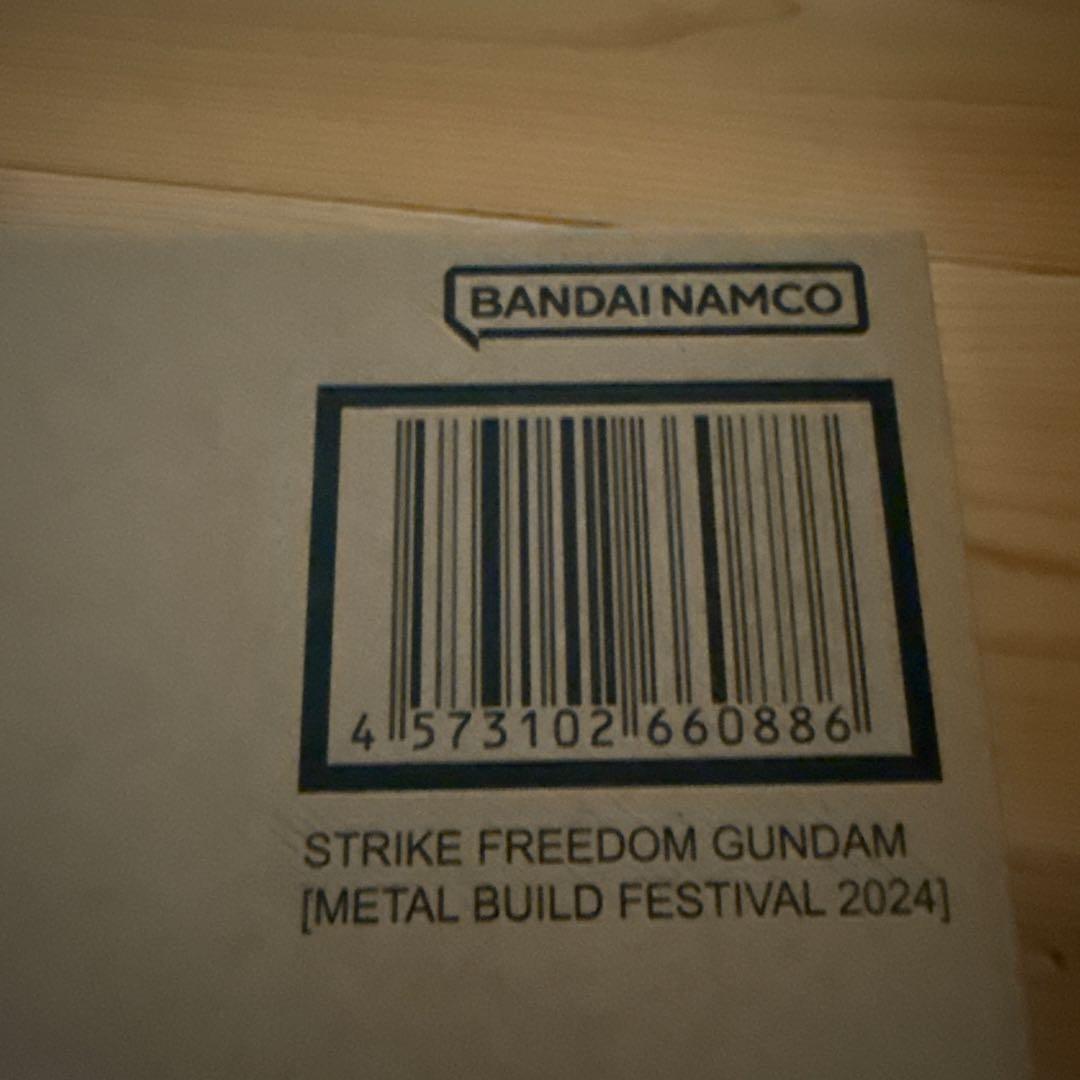 BANDAI NAMCO
4 573102 660886
STRIKE FREEDOM GUNDAM
[METAL BUILD FESTIVAL 2024]